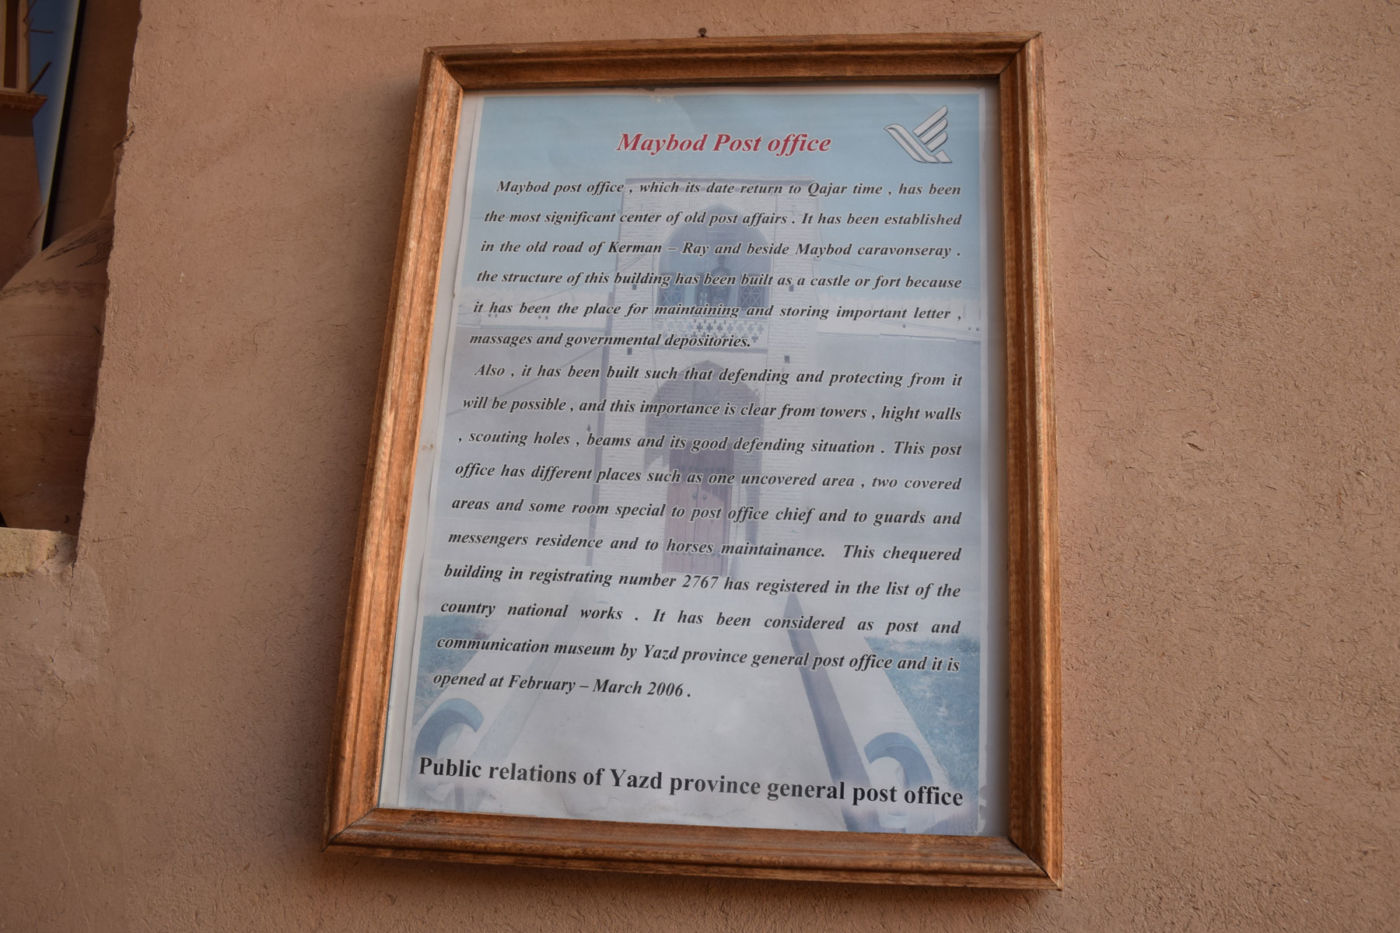 Maybod Post office
Maybod post office , which its date return to Qajar time , has been
the most significant center of old post affairs . It has been established
in the old road of Kerman – Ray and beside Maybod caravonseray .
the structure of this building has been built as a castle or fort because
it has been the place for maintaining and storing important letter ,
massages and governmental depositories.
Also , it has been built such that defending and protecting from it
will be possible , and this importance is clear from towers , hight walls
, scouting holes , beams and its good defending situation . This post
office has different places such as one uncovered area , two covered
areas and some room special to post office chief and to guards and
messengers residence and to horses maintainance. This chequered
building in registrating number 2767 has registered in the list of the
country national works . It has been considered as post and
communication museum by Yazd province general post office and it is
opened at February – March 2006 .
Public relations of Yazd province general post office